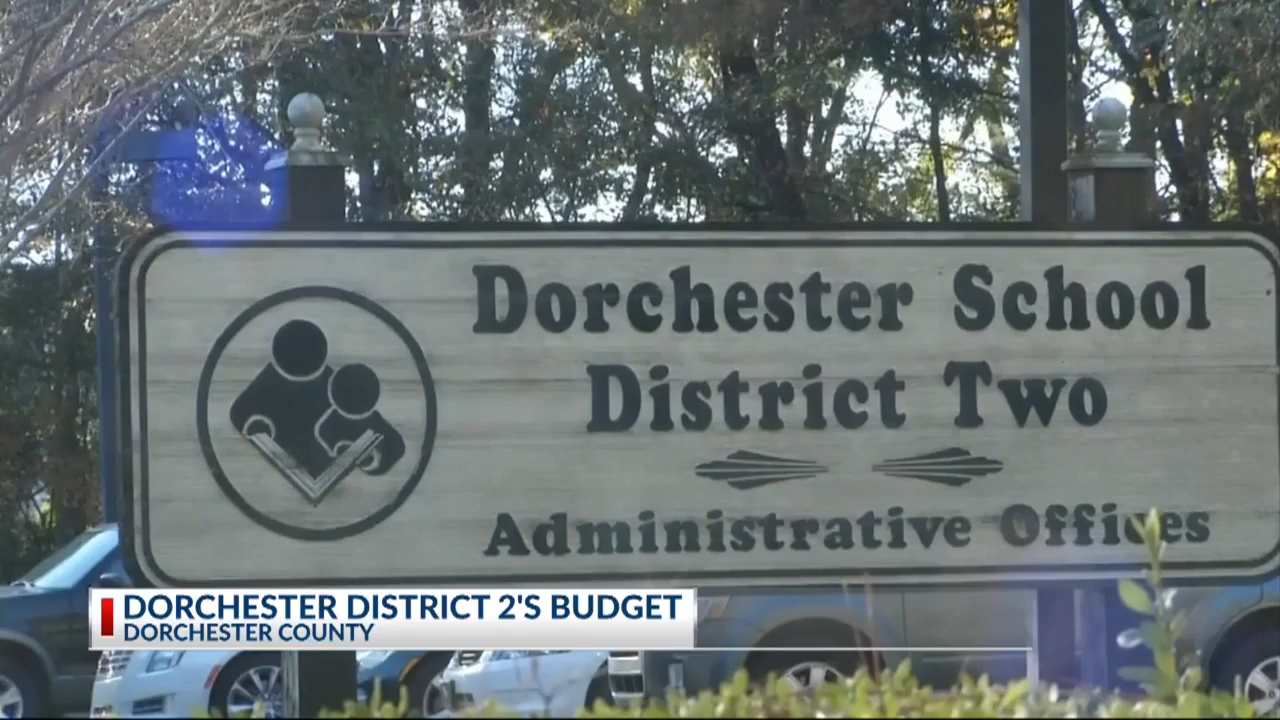 Dorchester School
District Two
Administrative Offices
DORCHESTER DISTRICT 2'S BUDGET
DORCHESTER COUNTY